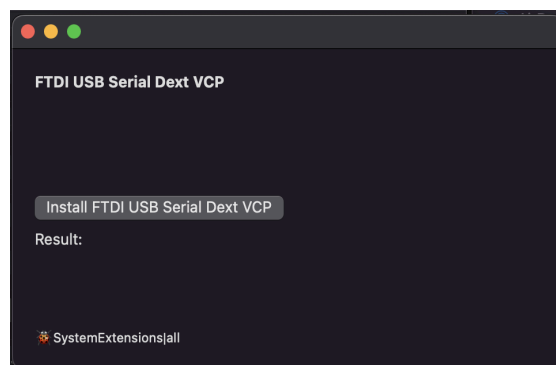 FTDI USB Serial Dext VCP
Install FTDI USB Serial Dext VCP
Result:
🐞 SystemExtensions|all